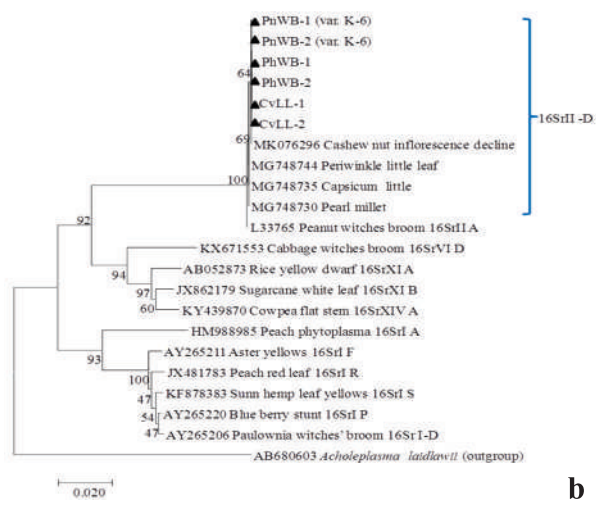 PnWB-1 (var. K-6)
PnWB-2 (var. K-6)
PhWB-1
64
PhWB-2
CvLL-1
16SrII -D
CvLL-2
69
MK076296 Cashew nut inflorescence decline
MG748744 Periwinkle little leaf
100
MG748735 Capsicum little
MG748730 Pearl millet
92
L33765 Peanut witches broom 16SrII A
KX671553 Cabbage witches broom 16SrVI D
94
AB052873 Rice yellow dwarf 16SrXI A
97
JX862179 Sugarcane white leaf 16SrXI B
60
KY439870 Cowpea flat stem 16SrXIV A
HM988985 Peach phytoplasma 16SrI A
93
AY265211 Aster yellows 16SrI F
100
JX481783 Peach red leaf 16SrI R
47
KF878383 Sunn hemp leaf yellows 16SrI S
54
AY265220 Blue berry stunt 16SrI P
47
AY265206 Paulownia witches' broom 16SrI-D
AB680603 Acholeplasma laidlawii (outgroup)
0.020
b